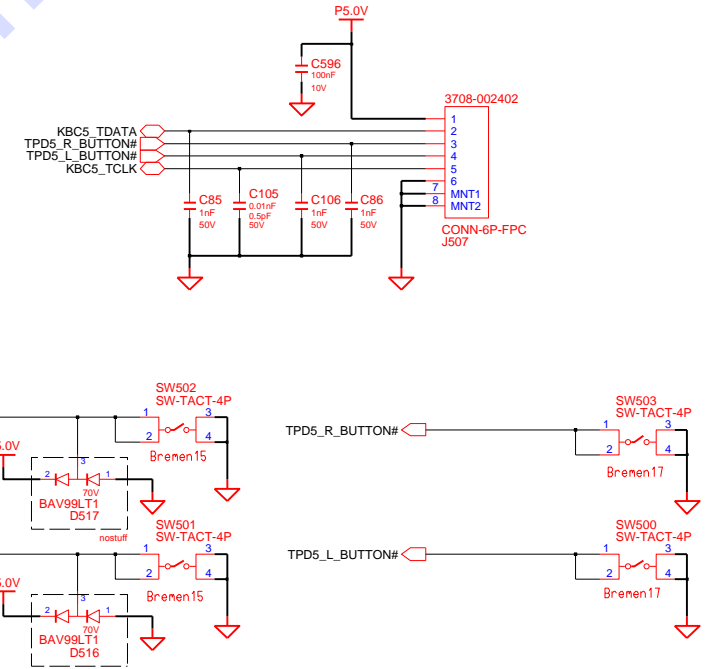 P5.0V
C596
100nF
10V
3708-002402
1
KBC5_TDATA
2
TPD5_R_BUTTON#
3
TPD5_L_BUTTON#
4
KBC5_TCLK
5
6
7
MNT1
8
MNT2
C85
1nF
50V
C105
0.01nF
0.5pF
50V
C106
1nF
50V
C86
1nF
50V
CONN-6P-FPC
J507
SW502
SW-TACT-4P
1
3
2
4
Bremen15
5.0V
3
2
1
70V
BAV99LT1
D517
nostuff
SW503
SW-TACT-4P
TPD5_R_BUTTON#
1
3
2
4
Bremen17
SW501
SW-TACT-4P
1
3
2
4
Bremen15
5.0V
3
2
1
70V
BAV99LT1
D516
SW500
SW-TACT-4P
TPD5_L_BUTTON#
1
3
2
4
Bremen17